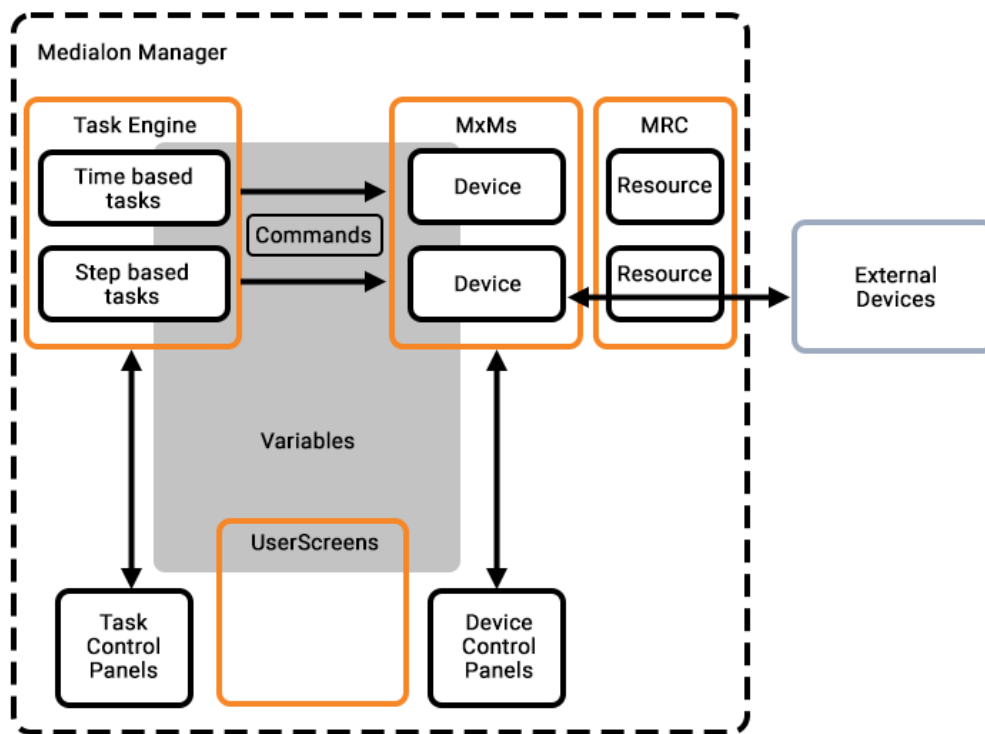 Medialon Manager
Task Engine
Time based
tasks
Step based
tasks
Commands
MxMs
Device
Device
MRC
Resource
Resource
External
Devices
Variables
UserScreens
Task
Control
Panels
Device
Control
Panels